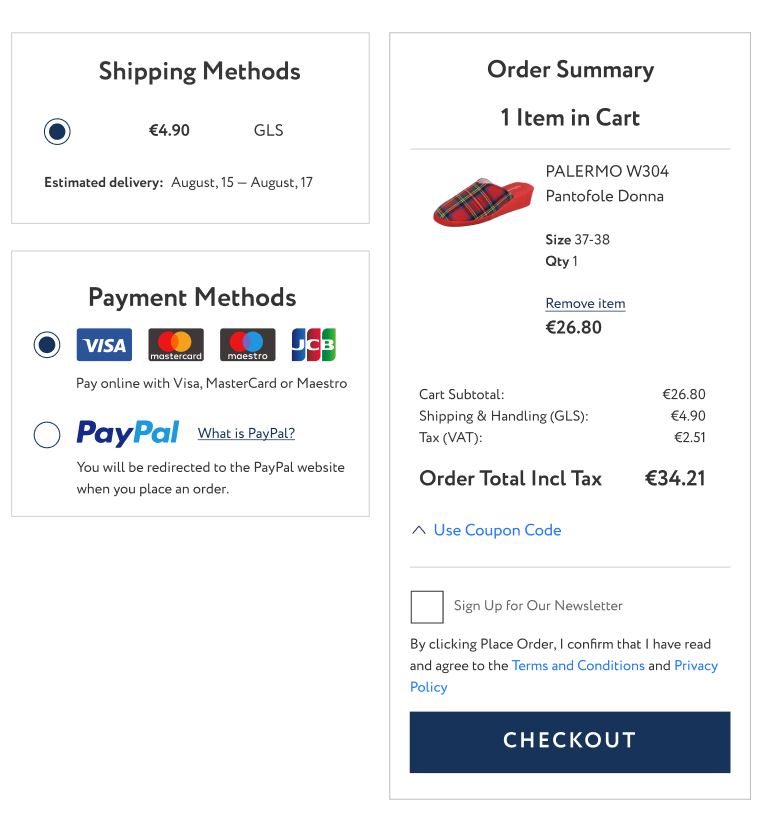 Shipping Methods
€4.90 GLS
Estimated delivery: August, 15 – August, 17
Payment Methods
VISA mastercard maestro JCB
Pay online with Visa, MasterCard or Maestro
PayPal What is PayPal?
You will be redirected to the PayPal website
when you place an order.
Order Summary
1 Item in Cart
PALERMO W304
Pantofole Donna
Size 37-38
Qty 1
Remove item
€26.80
Cart Subtotal: €26.80
Shipping & Handling (GLS): €4.90
Tax (VAT): €2.51
Order Total Incl Tax €34.21
Use Coupon Code
Sign Up for Our Newsletter
By clicking Place Order, I confirm that I have read
and agree to the Terms and Conditions and Privacy
Policy
CHECKOUT